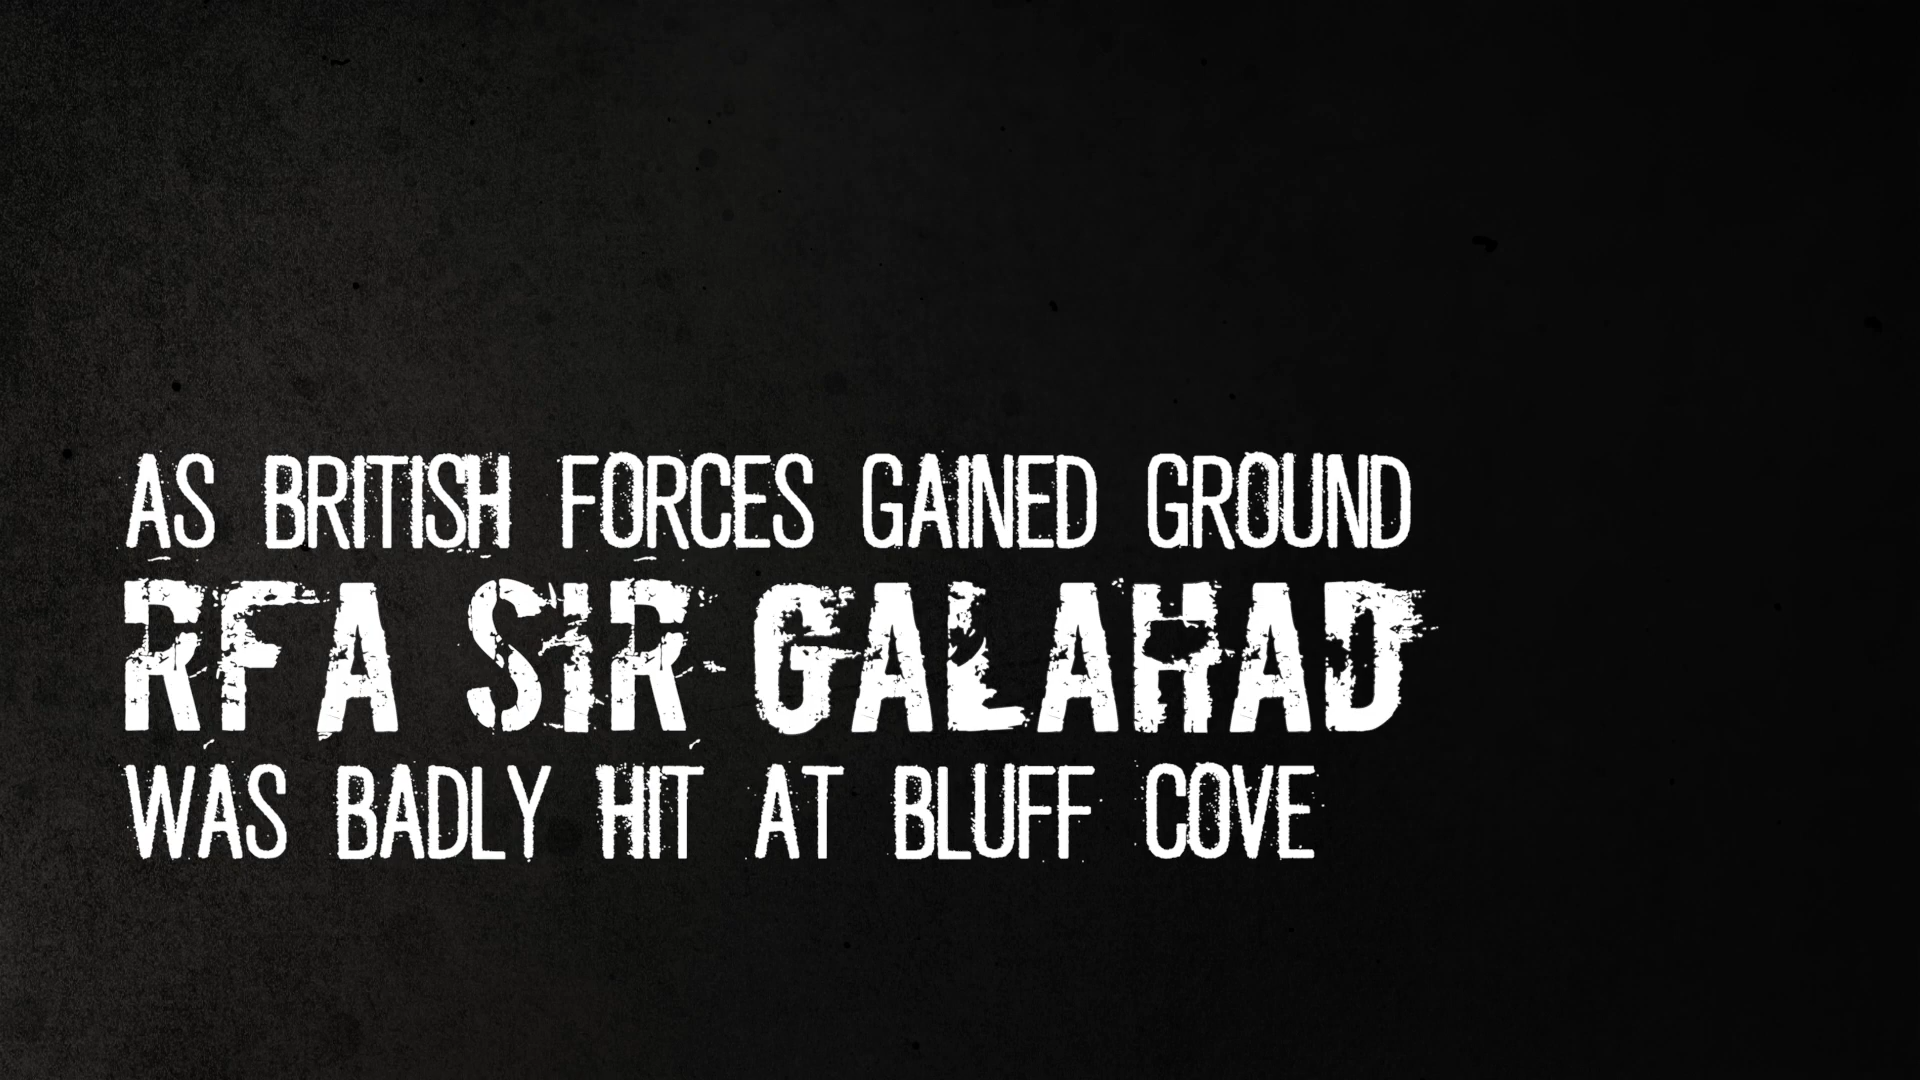 AS BRITISH FORCES GAINED GROUND
RFA SIR GALAHAD
WAS BADLY HIT AT BLUFF COVE